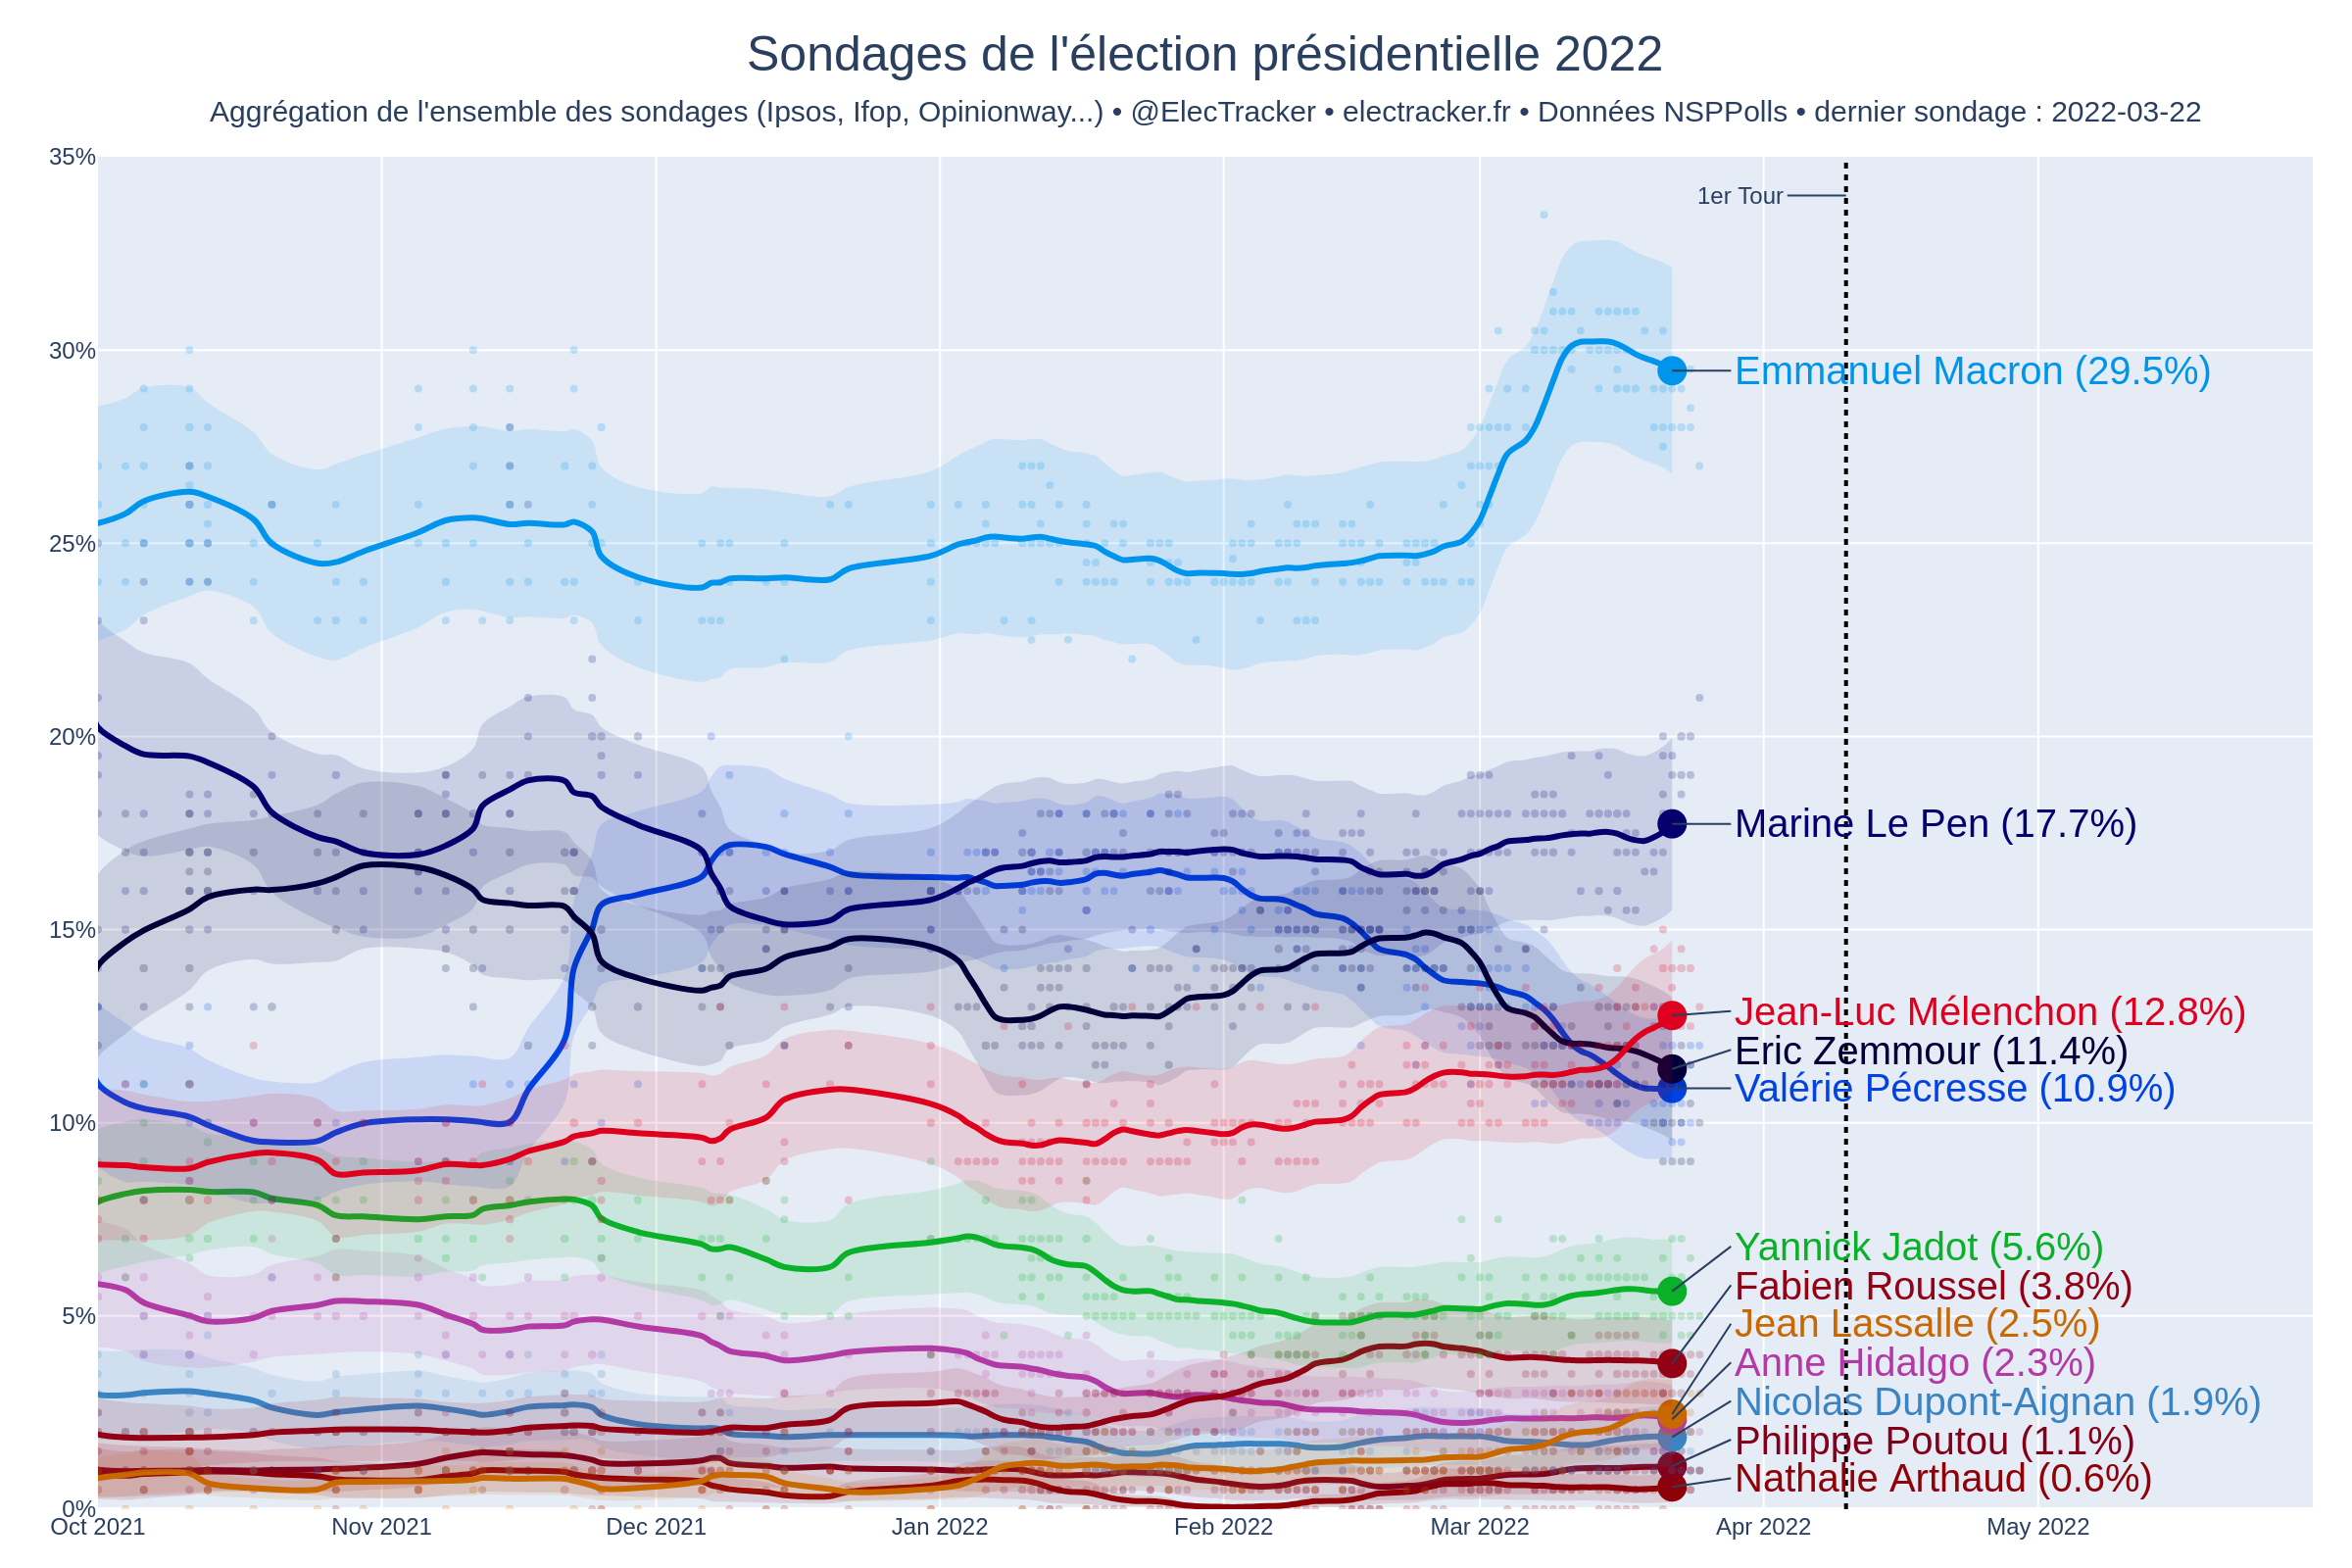 Sondages de l'élection présidentielle 2022
Aggrégation de l'ensemble des sondages (Ipsos, Ifop, Opinionway...) • @ElecTracker • electracker.fr • Données NSPPolls • dernier sondage : 2022-03-22
35%
1er Tour
30%
Emmanuel Macron (29.5%)
25%
20%
Marine Le Pen (17.7%)
15%
Jean-Luc Mélenchon (12.8%)
Eric Zemmour (11.4%)
Valérie Pécresse (10.9%)
10%
Yannick Jadot (5.6%)
Fabien Roussel (3.8%)
5%
Jean Lassalle (2.5%)
Anne Hidalgo (2.3%)
Nicolas Dupont-Aignan (1.9%)
Philippe Poutou (1.1%)
Nathalie Arthaud (0.6%)
0%
Oct 2021 Nov 2021 Dec 2021 Jan 2022 Feb 2022 Mar 2022 Apr 2022 May 2022